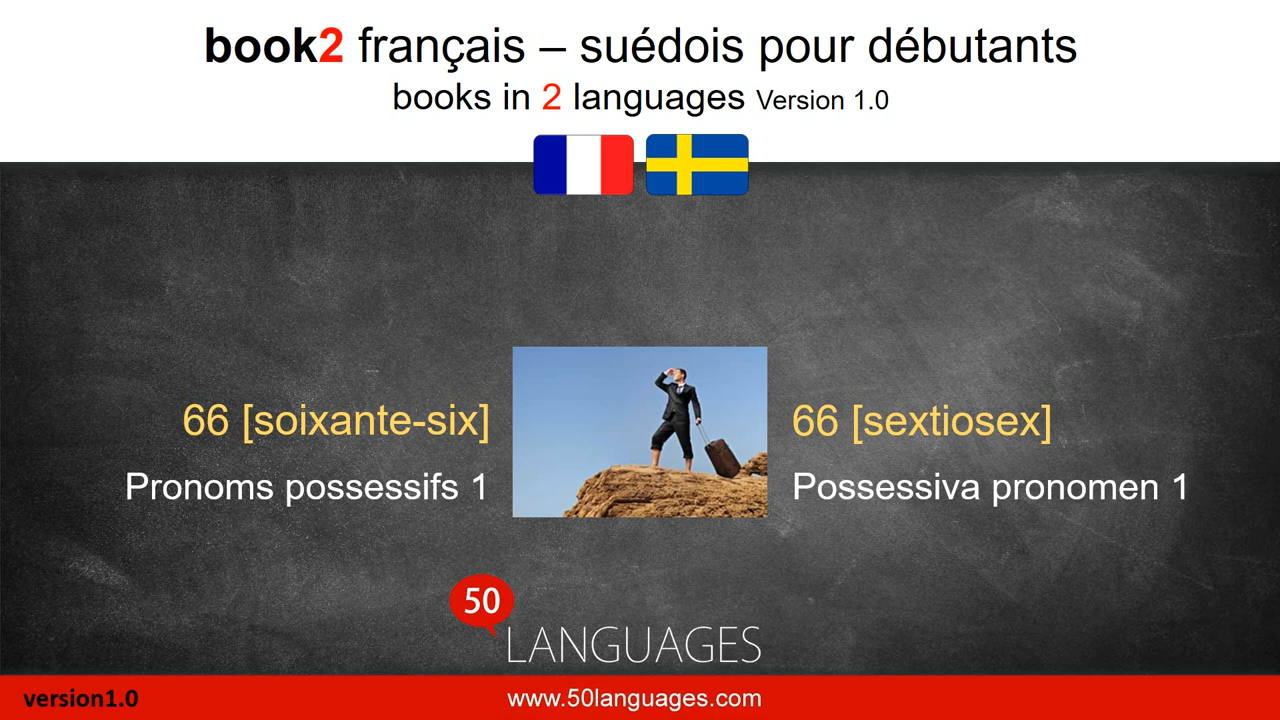 book2 français – suédois pour débutants
books in 2 languages Version 1.0
66 [soixante-six]
Pronoms possessifs 1
66 [sextiosex]
Possessiva pronomen 1
50
LANGUAGES
version1.0
www.50languages.com